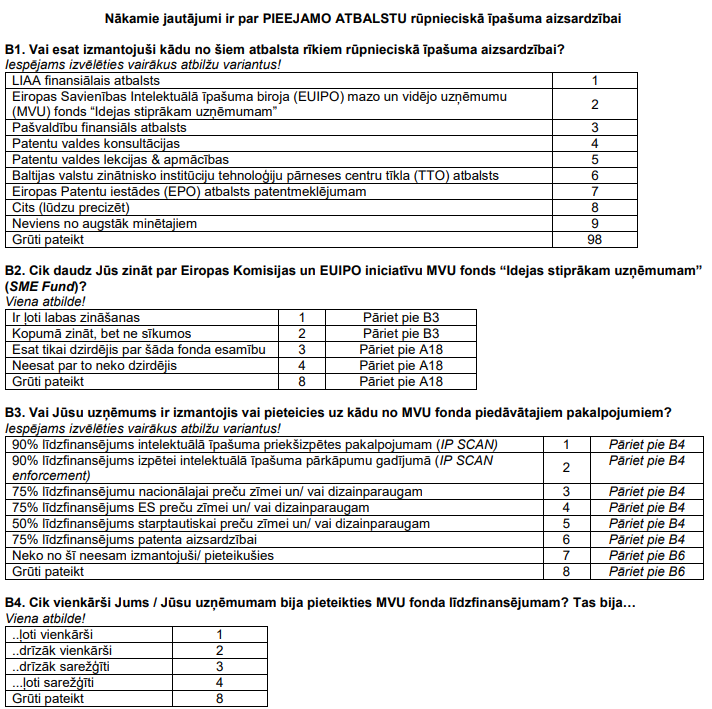 Nākamie jautājumi ir par PIEEJAMO ATBALSTU rūpnieciskā īpašuma aizsardzībai
B1. Vai esat izmantojuši kādu no šiem atbalsta rīkiem rūpnieciskā īpašuma aizsardzībai?
Iespējams izvēlēties vairākus atbilžu variantus!
LIAA finansiālais atbalsts 1
Eiropas Savienības Intelektuālā īpašuma biroja (EUIPO) mazo un vidējo uzņēmumu
(MVU) fonds “Idejas stiprākam uzņēmumam” 2
Pašvaldību finansiāls atbalsts 3
Patentu valdes konsultācijas 4
Patentu valdes lekcijas & apmācības 5
Baltijas valstu zinātnisko institūciju tehnoloģiju pārneses centru tīkla (TTO) atbalsts 6
Eiropas Patentu iestādes (EPO) atbalsts patentmeklējumam 7
Cits (lūdzu precizēt) 8
Neviens no augstāk minētajiem 9
Grūti pateikt 98
B2. Cik daudz Jūs zināt par Eiropas Komisijas un EUIPO iniciatīvu MVU fonds “Idejas stiprākam uzņēmumam”
(SME Fund)?
Viena atbilde!
Ir ļoti labas zināšanas 1 Pāriet pie B3
Kopumā zināt, bet ne sīkumos 2 Pāriet pie B3
Esat tikai dzirdējis par šāda fonda esamību 3 Pāriet pie A18
Neesat par to neko dzirdējis 4 Pāriet pie A18
Grūti pateikt 8 Pāriet pie A18
B3. Vai Jūsu uzņēmums ir izmantojis vai pieteicies uz kādu no MVU fonda piedāvātajiem pakalpojumiem?
Iespējams izvēlēties vairākus atbilžu variantus!
90% līdzfinansējums intelektuālā īpašuma priekšizpētes pakalpojumam (IP SCAN) 1 Pāriet pie B4
90% līdzfinansējums izpētei intelektuālā īpašuma pārkāpumu gadījumā (IP SCAN
enforcement) 2 Pāriet pie B4
75% līdzfinansējumu nacionālajai preču zīmei un/ vai dizainparaugam 3 Pāriet pie B4
75% līdzfinansējums ES preču zīmei un/ vai dizainparaugam 4 Pāriet pie B4
50% līdzfinansējums starptautiskai preču zīmei un/ vai dizainparaugam 5 Pāriet pie B4
75% līdzfinansējums patenta aizsardzībai 6 Pāriet pie B4
Neko no šī neesam izmantojuši/ pieteikušies 7 Pāriet pie B6
Grūti pateikt 8 Pāriet pie B6
B4. Cik vienkārši Jums / Jūsu uzņēmumam bija pieteikties MVU fonda līdzfinansējumam? Tas bija…
Viena atbilde!
..ļoti vienkārši 1
..drīzāk vienkārši 2
..drīzāk sarežģīti 3
...ļoti sarežģīti 4
Grūti pateikt 8